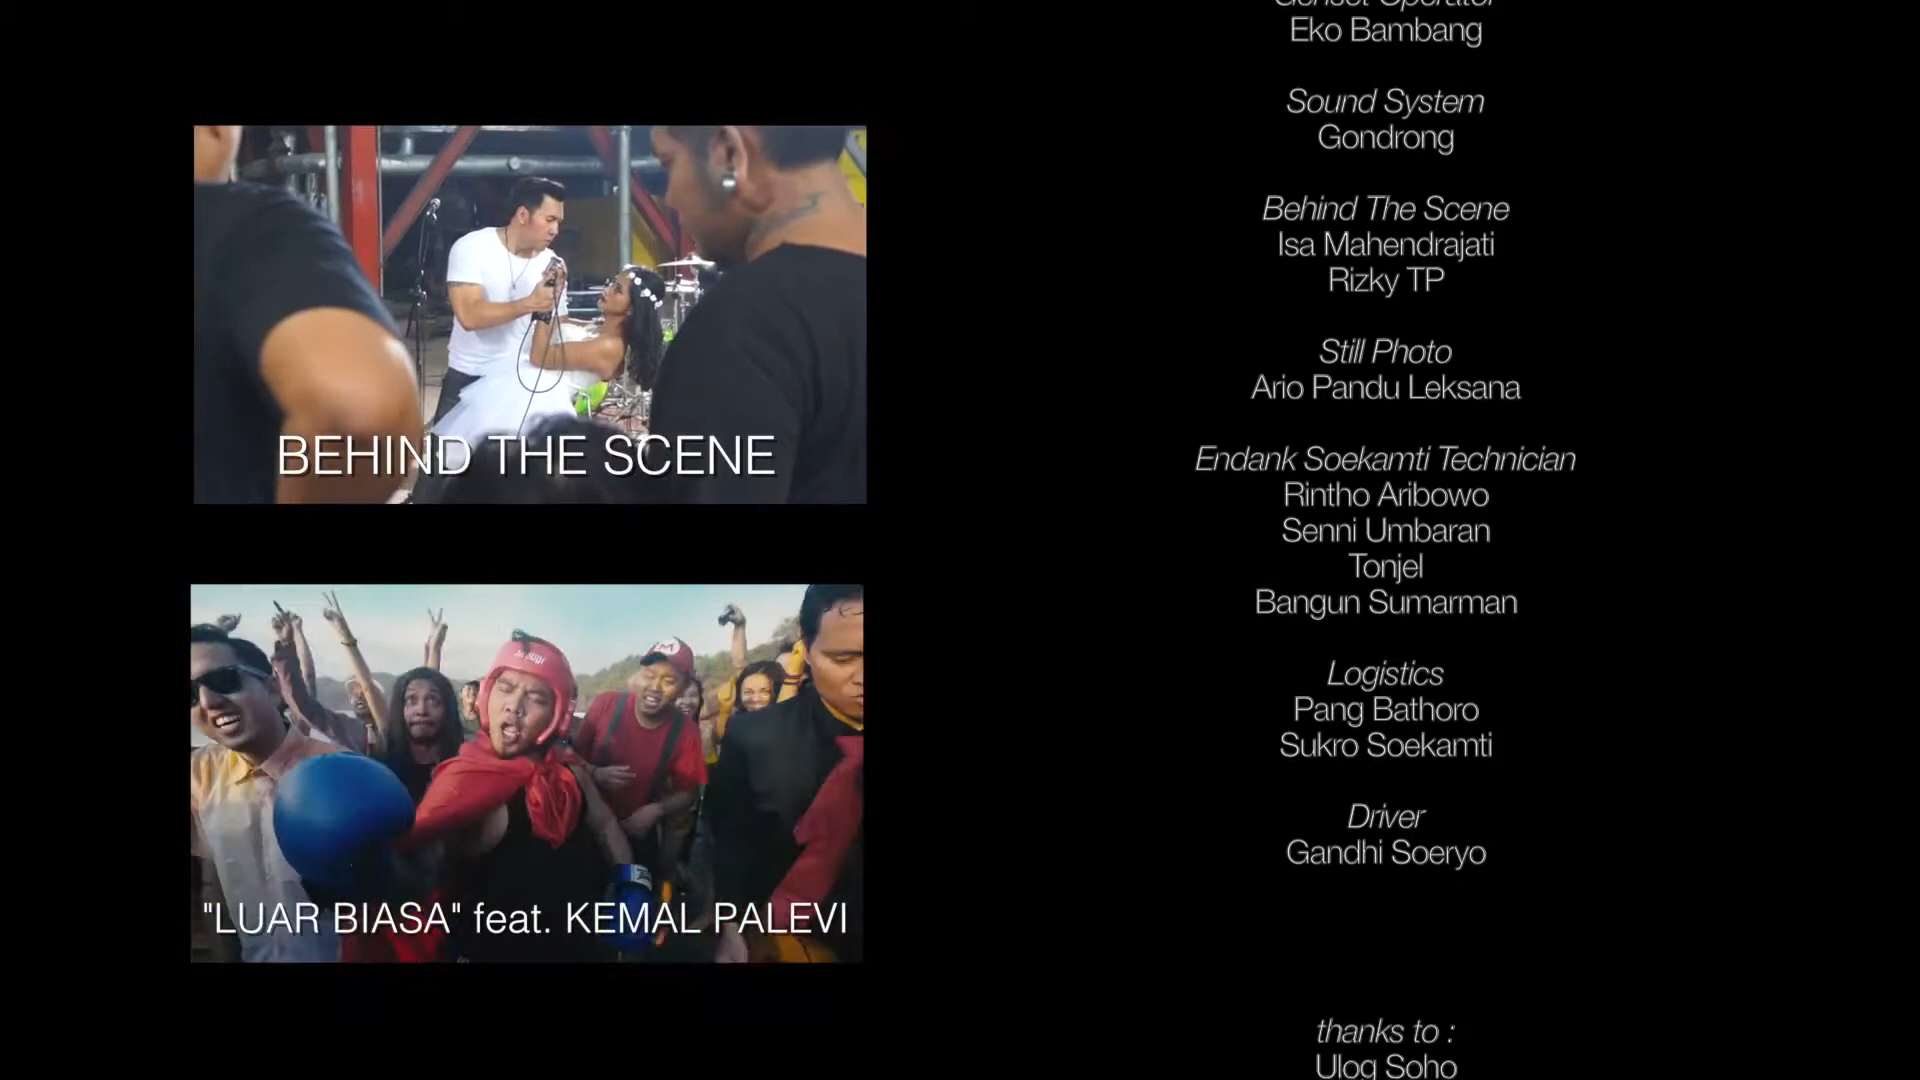 Genset Operator
Eko Bambang
Sound System
Gondrong
Behind The Scene
Isa Mahendrajati
Rizky TP
Still Photo
Ario Pandu Leksana
Endank Soekamti Technician
Rintho Aribowo
Senni Umbaran
Tonjel
Bangun Sumarman
Logistics
Pang Bathoro
Sukro Soekamti
Driver
Gandhi Soeryo
thanks to :
Ulog Soho
BEHIND THE SCENE
M
"LUAR BIASA" feat. KEMAL PALEVI